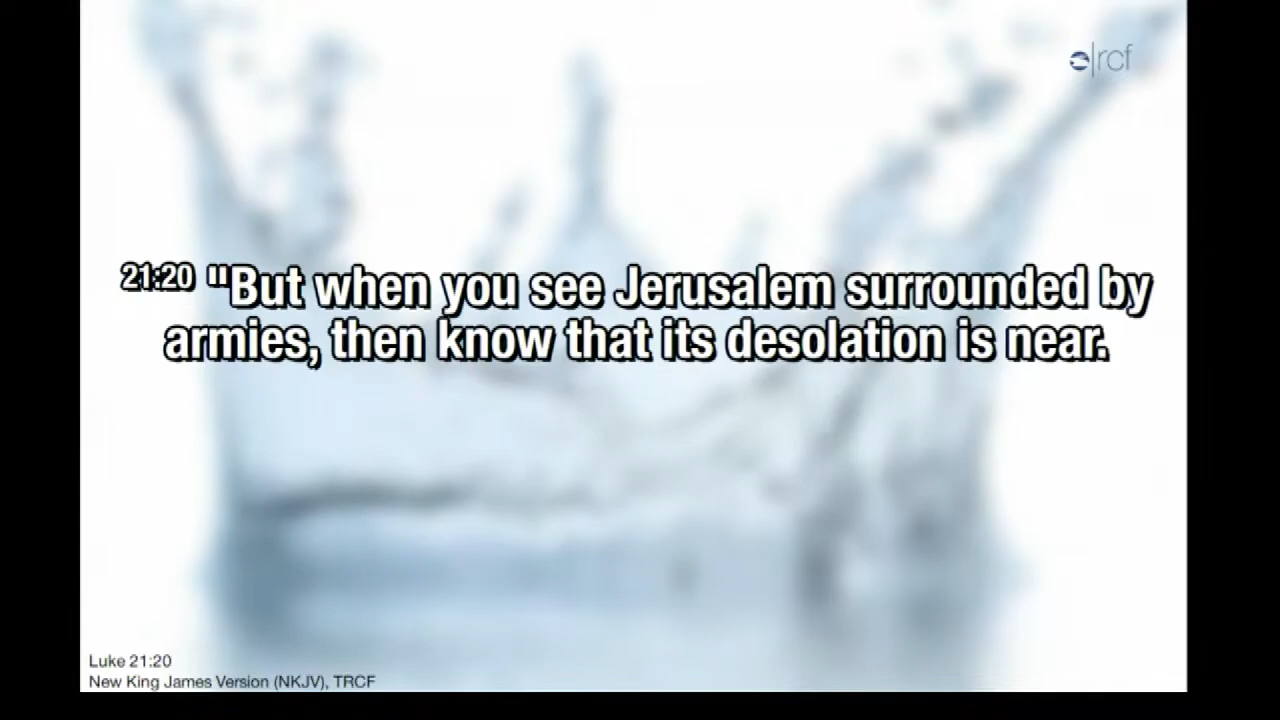 rcf
21:20 "But when you see Jerusalem surrounded by
armies, then know that its desolation is near.
Luke 21:20
New King James Version (NKJV), TRCF